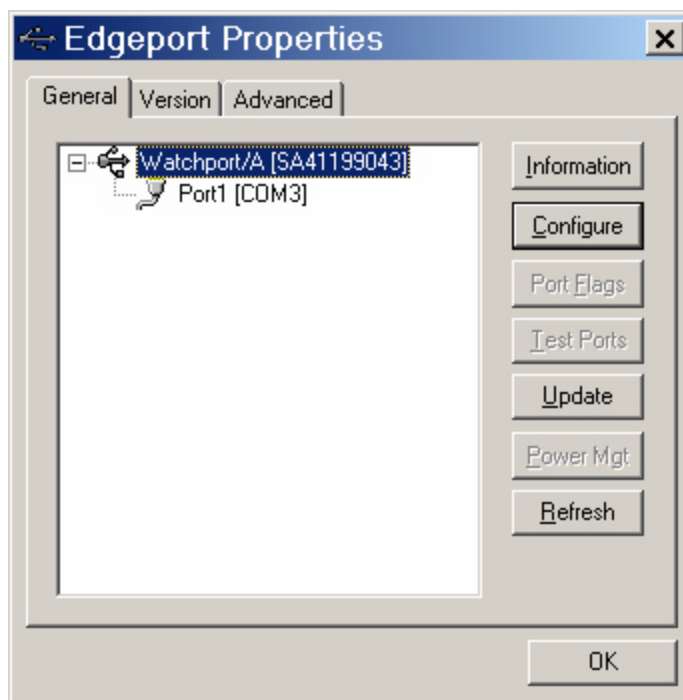 Edgeport Properties
General Version Advanced
Watchport/A [SA41199043]
Port1 [COM3]
Information
Configure
Port Flags
Test Ports
Update
Power Mgt
Refresh
OK